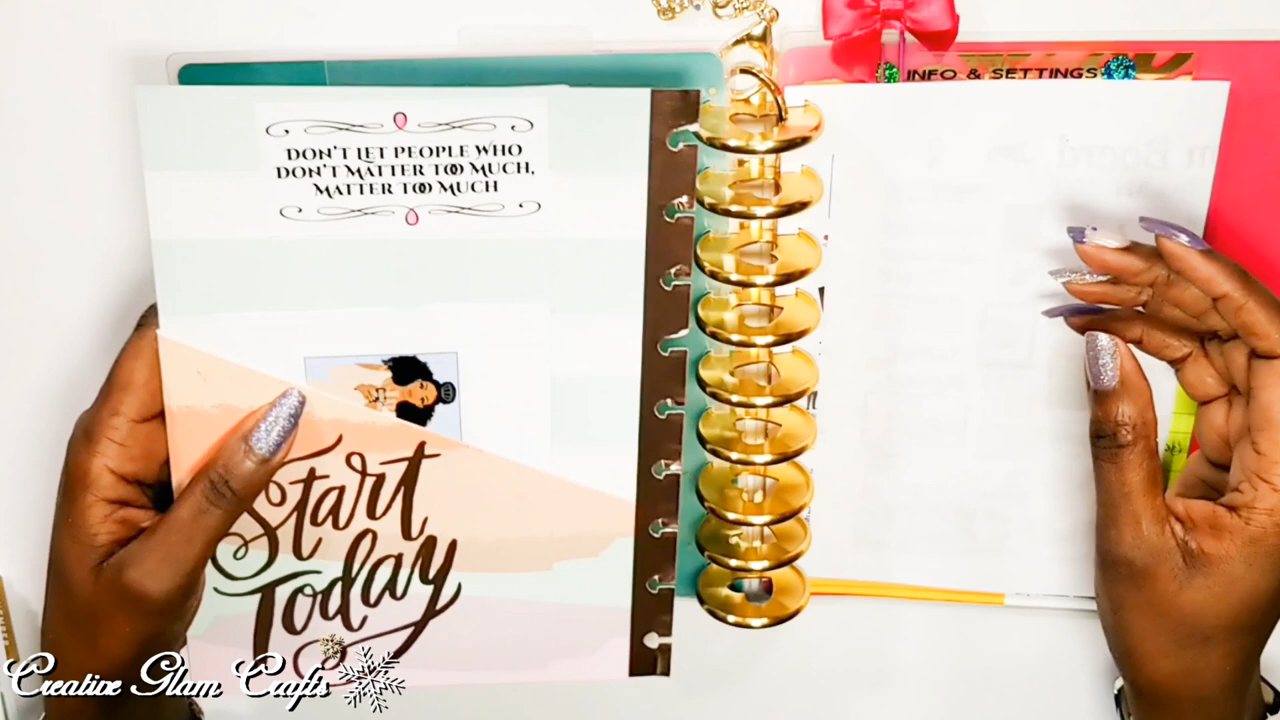 DON'T LET PEOPLE WHO
DON'T MATTER TOO MUCH,
MATTER TOO MUCH
Start
Today
INFO & SETTINGS
Creative Glam Crafts